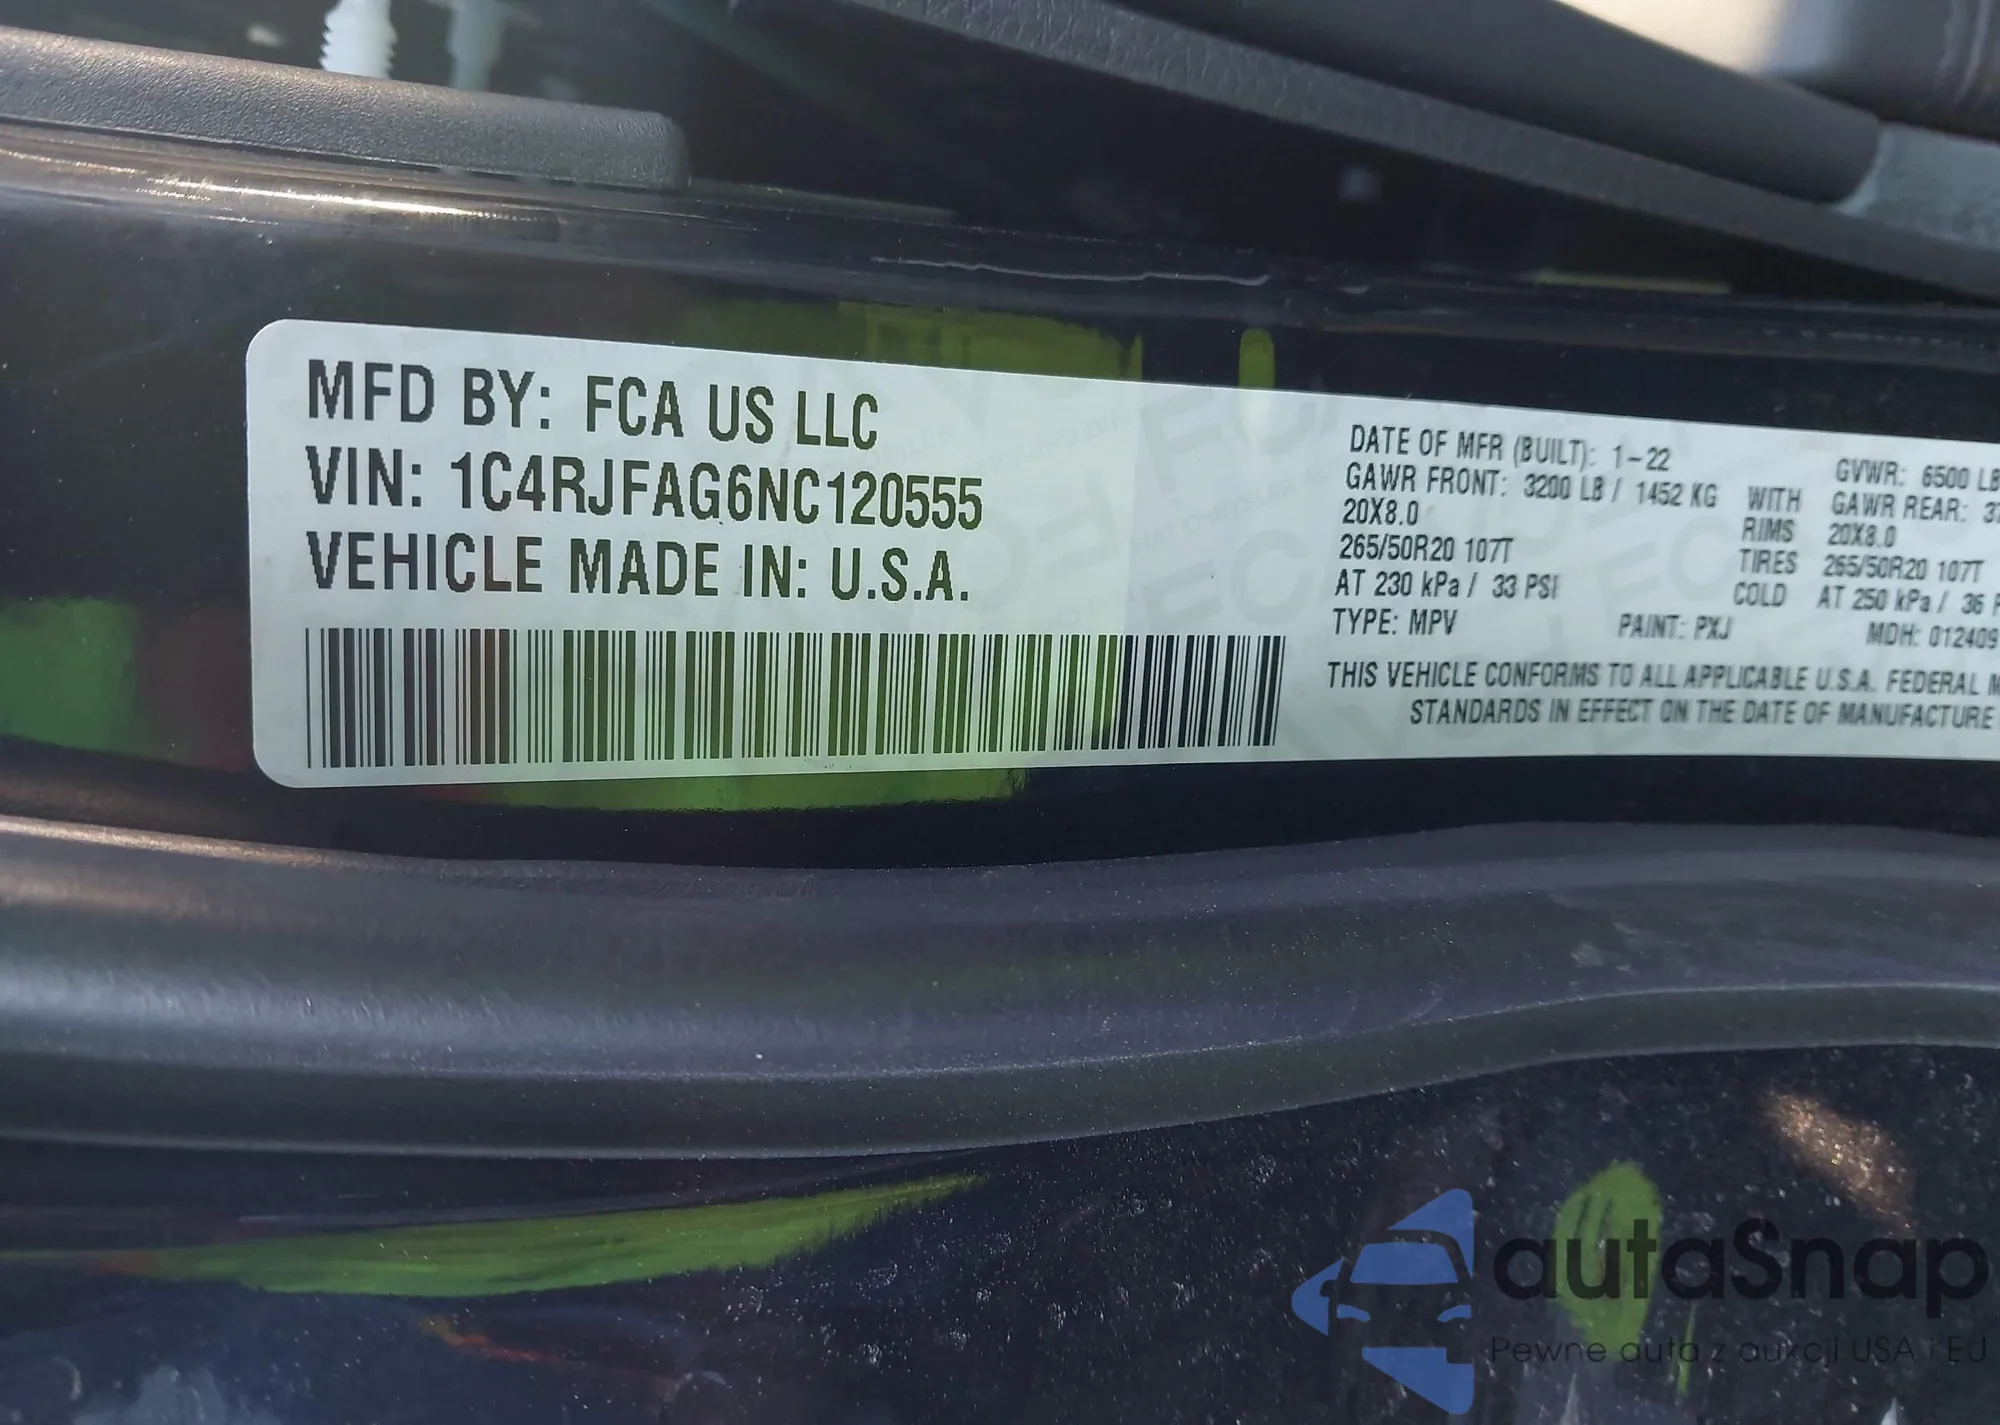 MFD BY: FCA US LLC
VIN: 1C4RJFAG6NC120555
VEHICLE MADE IN: U.S.A.
DATE OF MFR (BUILT): 1-22 GVWR: 6500 LB
GAWR FRONT: 3200 LB / 1452 KG WITH GAWR REAR: 37
20X8.0 RIMS 20X8.0
265/50R20 107T TIRES 265/50R20 107T
AT 230 kPa / 33 PSI COLD AT 250 kPa / 36 P
TYPE: MPV PAINT: PXJ MDH: 012409
THIS VEHICLE CONFORMS TO ALL APPLICABLE U.S.A. FEDERAL M
STANDARDS IN EFFECT ON THE DATE OF MANUFACTURE
autaSnap
Pewne auta z aukcji USA i EU